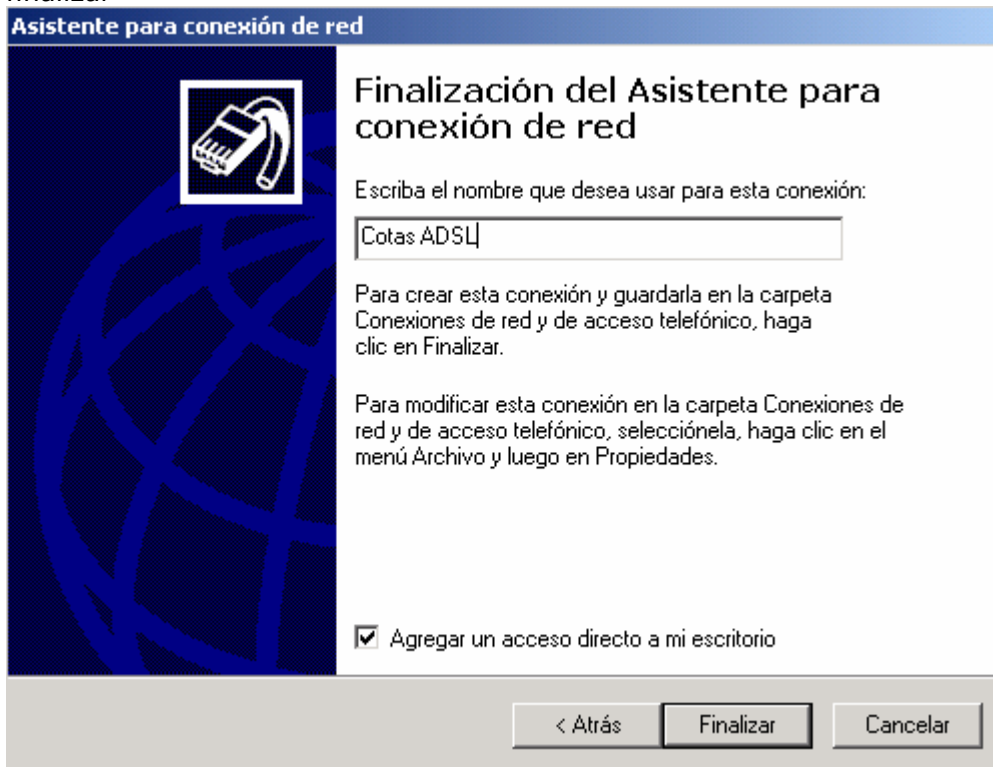 finalizar
Asistente para conexión de red
Finalización del Asistente para
conexión de red
Escriba el nombre que desea usar para esta conexión:
Cotas ADSL
Para crear esta conexión y guardarla en la carpeta
Conexiones de red y de acceso telefónico, haga
clic en Finalizar.
Para modificar esta conexión en la carpeta Conexiones de
red y de acceso telefónico, selecciónela, haga clic en el
menú Archivo y luego en Propiedades.
Agregar un acceso directo a mi escritorio
< Atrás
Finalizar
Cancelar